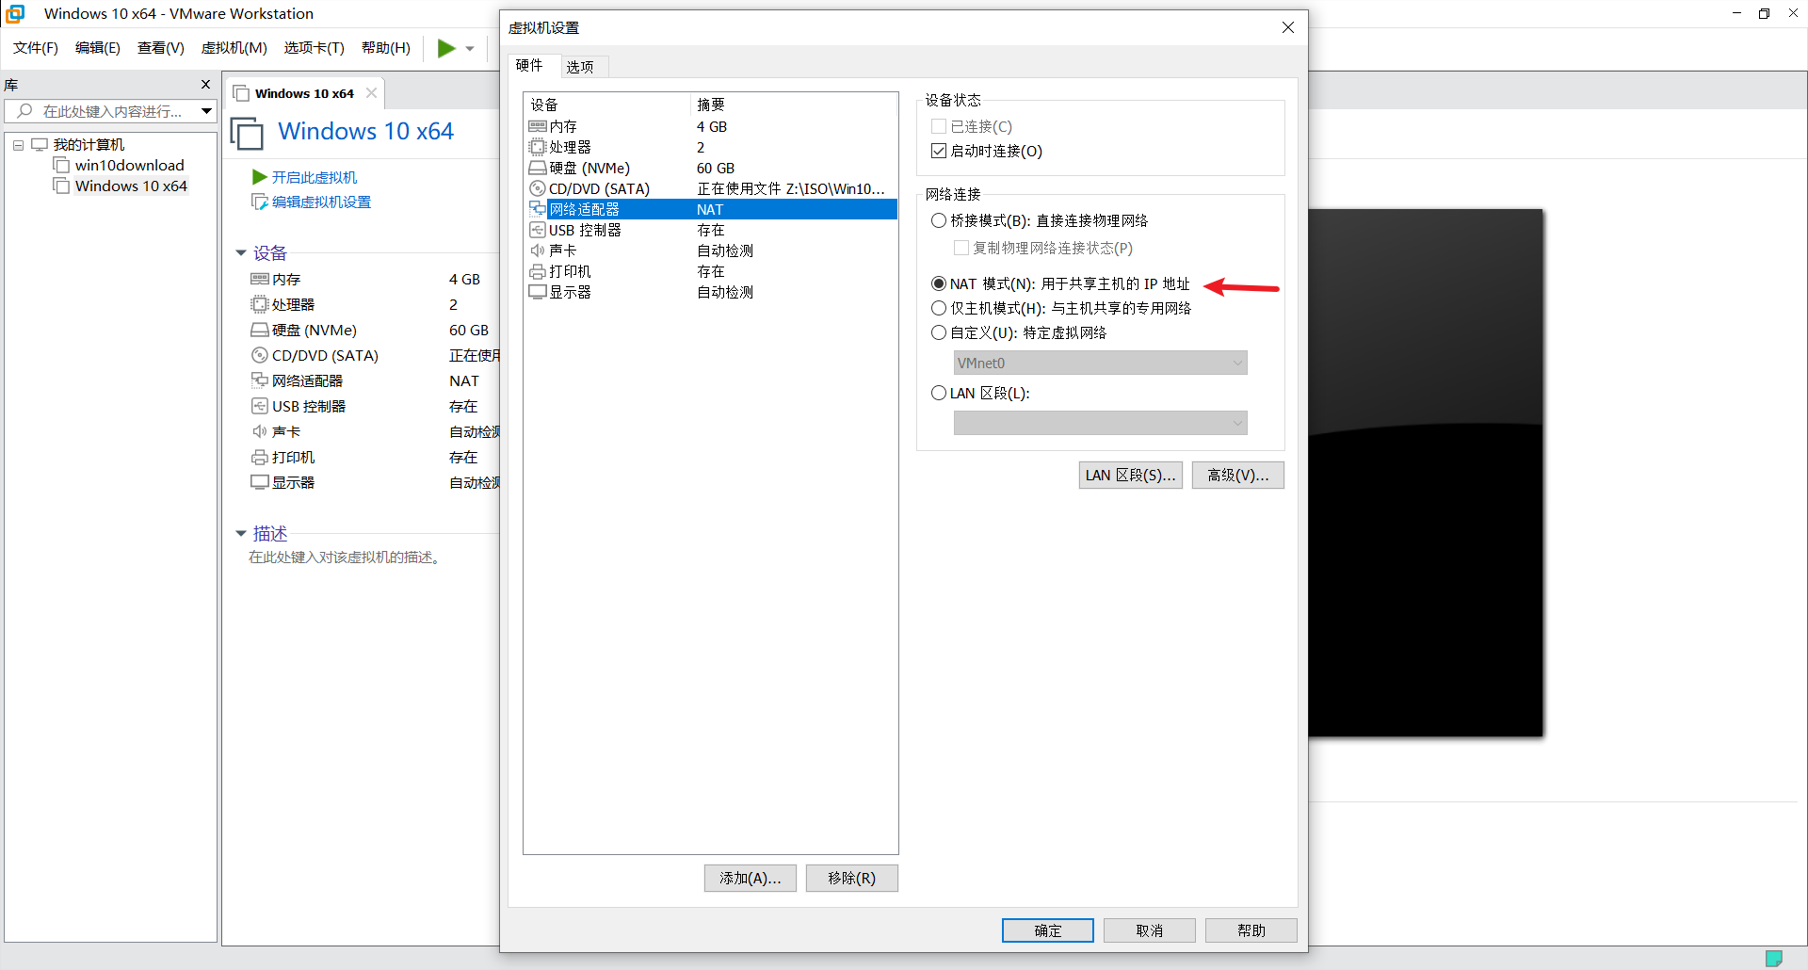 Windows 10 x64 - VMware Workstation
文件(F) 编辑(E) 查看(V) 虚拟机(M) 选项卡(T) 帮助(H)
库
在此处键入内容进行...
我的计算机
win10download
Windows 10 x64
Windows 10 x64
Windows 10 x64
开启此虚拟机
编辑虚拟机设置
设备
内存 4 GB
处理器 2
硬盘 (NVMe) 60 GB
CD/DVD (SATA) 正在使用
网络适配器 NAT
USB 控制器 存在
声卡 自动检测
打印机 存在
显示器 自动检测
描述
在此处键入对该虚拟机的描述。
虚拟机设置
硬件 选项
设备 摘要
内存 4 GB
处理器 2
硬盘 (NVMe) 60 GB
CD/DVD (SATA) 正在使用文件 Z:\ISO\Win10...
网络适配器 NAT
USB 控制器 存在
声卡 自动检测
打印机 存在
显示器 自动检测
添加(A)... 移除(R)
设备状态
已连接(C)
启动时连接(O)
网络连接
桥接模式(B): 直接连接物理网络
复制物理网络连接状态(P)
NAT 模式(N): 用于共享主机的 IP 地址
仅主机模式(H): 与主机共享的专用网络
自定义(U): 特定虚拟网络
VMnet0
LAN 区段(L):
LAN 区段(S)... 高级(V)...
确定 取消 帮助